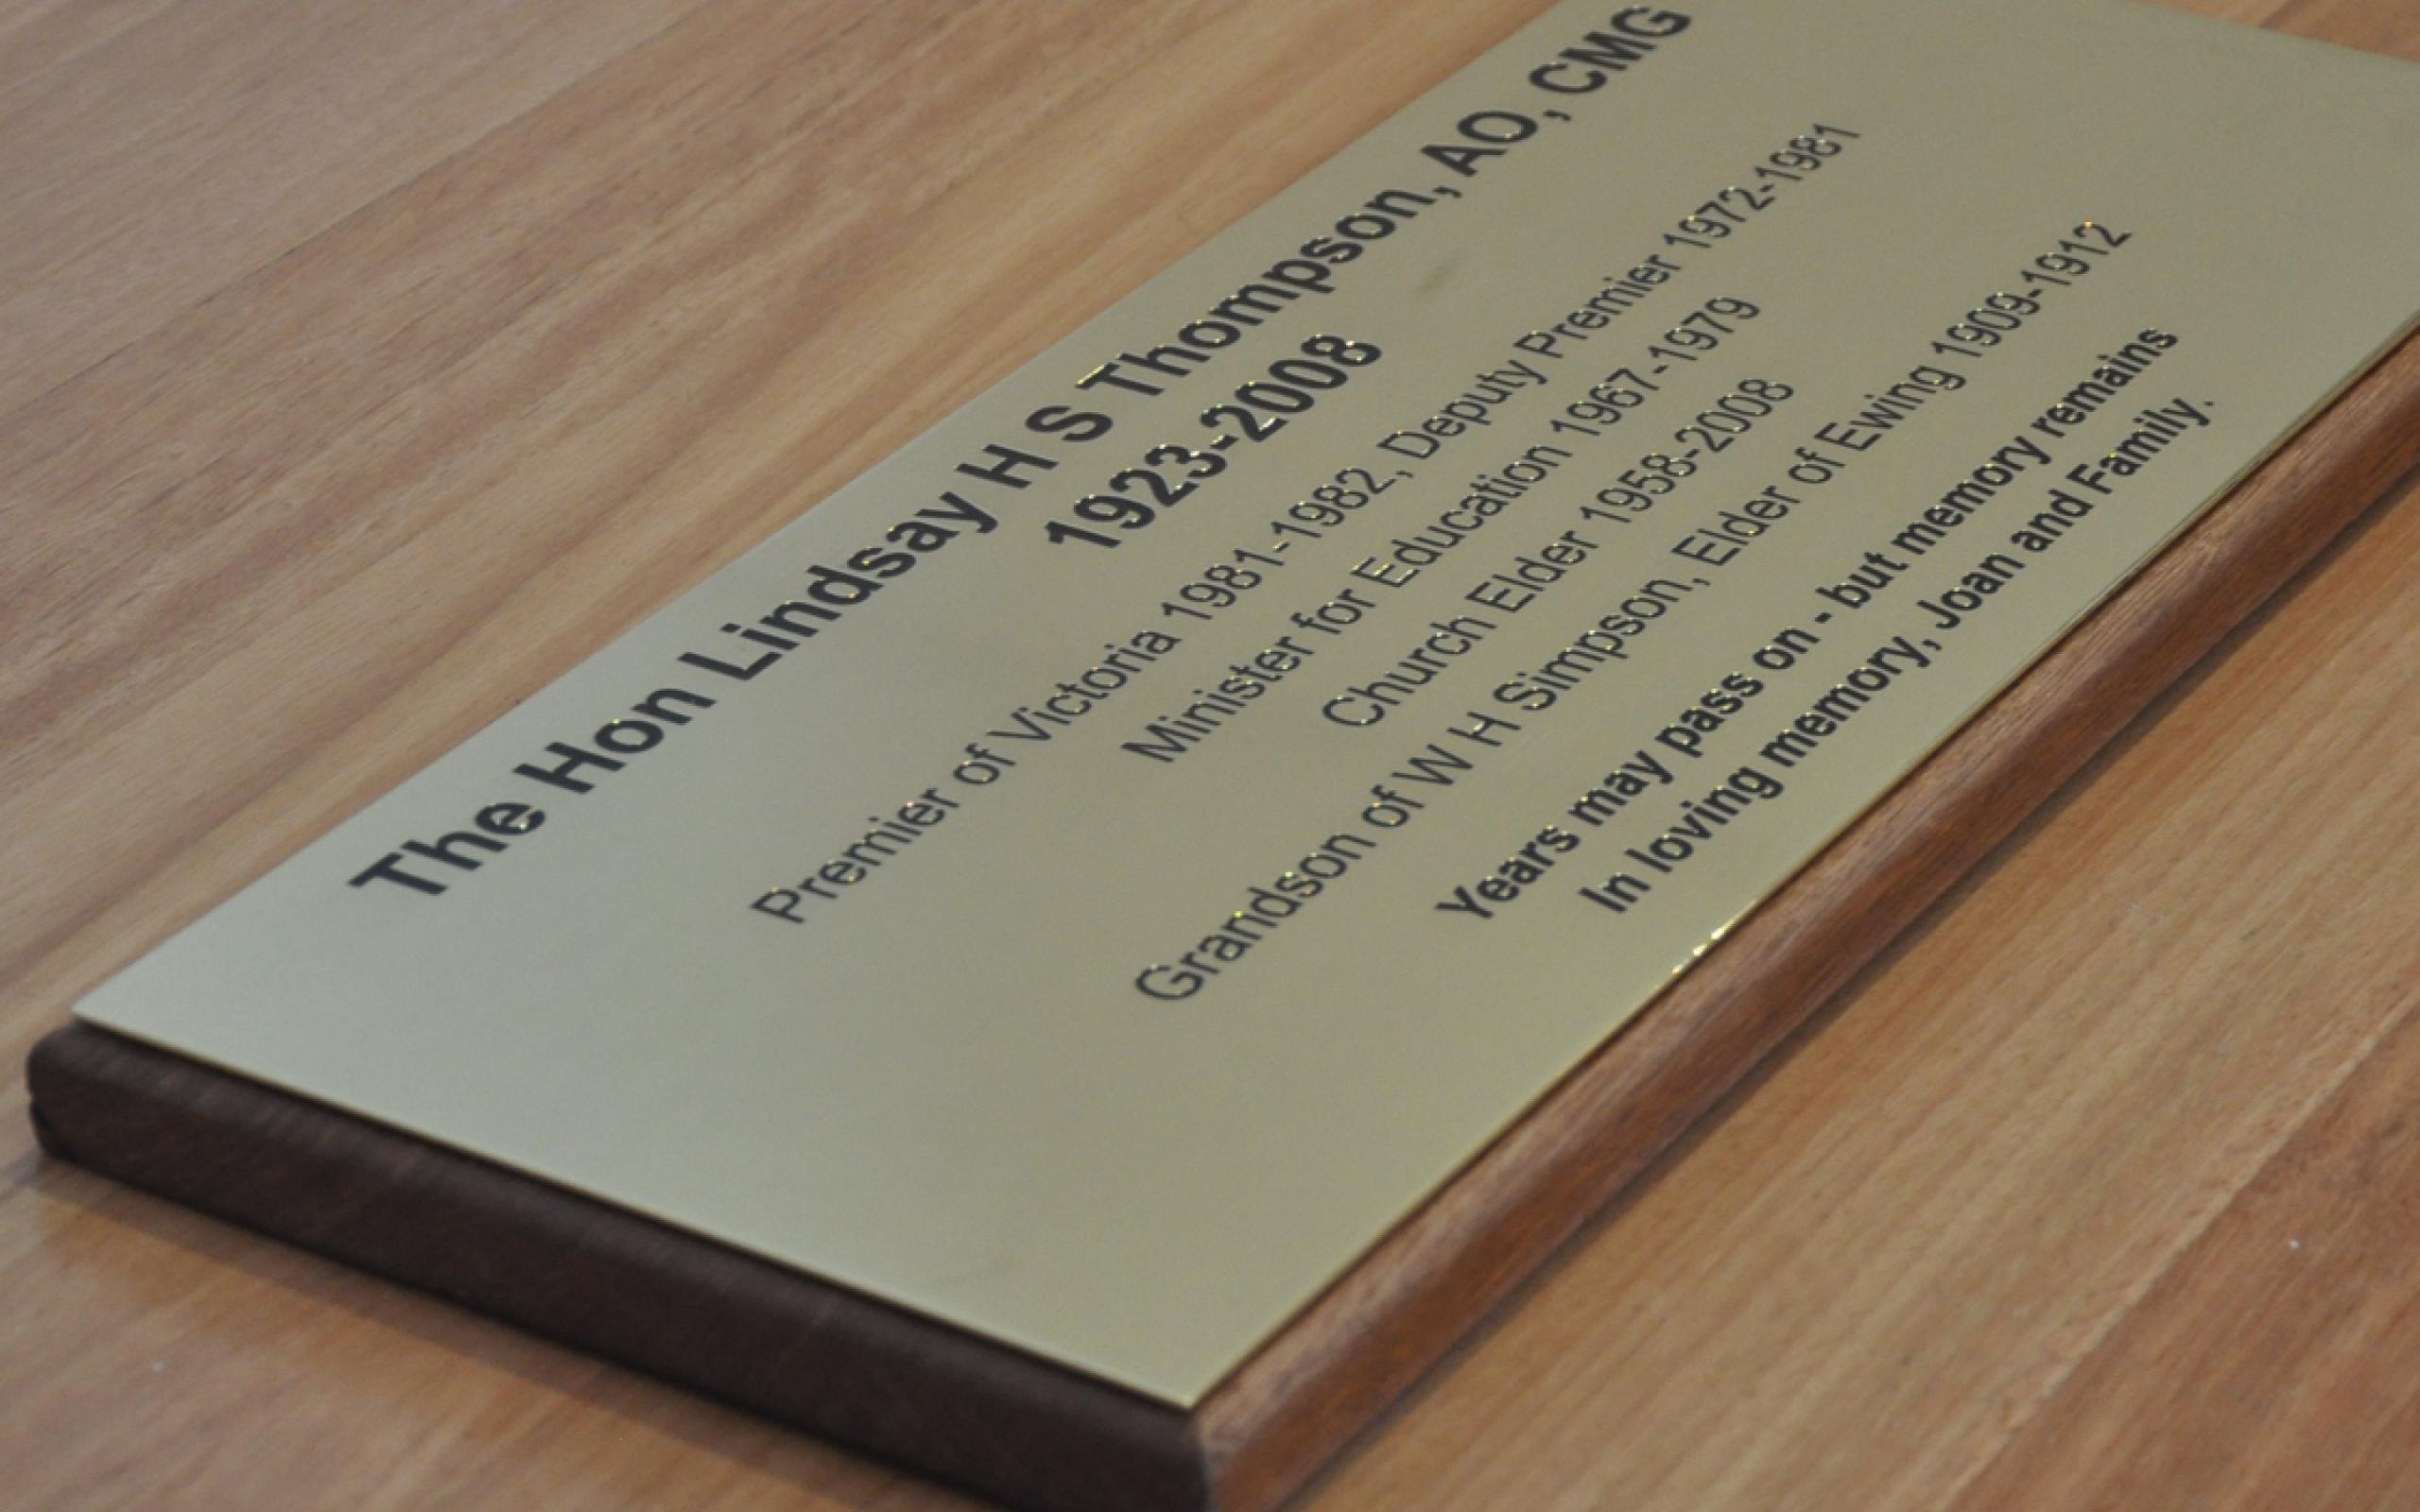 The Hon Lindsay H S Thompson, AO, CMG
1923-2008
Premier of Victoria 1981-1982, Deputy Premier 1972-1981
Minister for Education 1967-1979
Church Elder 1958-2008
Grandson of W H Simpson, Elder of Ewing 1909-1912
Years may pass on - but memory remains
In loving memory, Joan and Family.